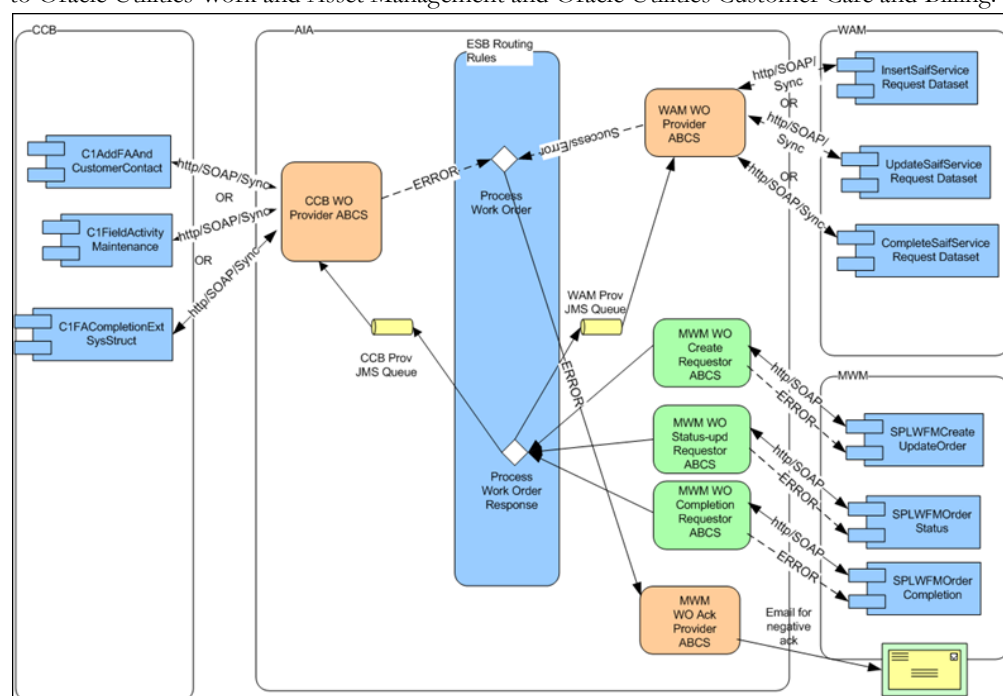 to Oracle Utilities Work and Asset Management and Oracle Utilities Customer Care and Billing.
CCB
AIA
WAM
ESB Routing
Rules
C1AddFAAnd
CustomerContact
C1FieldActivity
Maintenance
C1FACompletionExt
SysStruct
http/SOAP/Sync
OR
http/SOAP/Sync
OR
http/SOAP/Sync
CCB WO
Provider ABCS
ERROR
Process
Work Order
Success/Error
WAM WO
Provider
ABCS
http/SOAP/
Sync
OR
http/SOAP/
Sync
OR
http/SOAP/
Sync
InsertSaifService
Request Dataset
UpdateSaifService
Request Dataset
CompleteSaifService
Request Dataset
CCB Prov
JMS Queue
WAM Prov
JMS Queue
ERROR
Process
Work Order
Response
MWM WO
Create
Requestor
ABCS
MWM WO
Status-upd
Requestor
ABCS
MWM WO
Completion
Requestor
ABCS
MWM
WO Ack
Provider
ABCS
MWM
http/SOAP
ERROR
http/SOAP
ERROR
http/SOAP
ERROR
SPLWFMCreate
UpdateOrder
SPLWFMOrder
Status
SPLWFMOrder
Completion
Email for
negative
ack